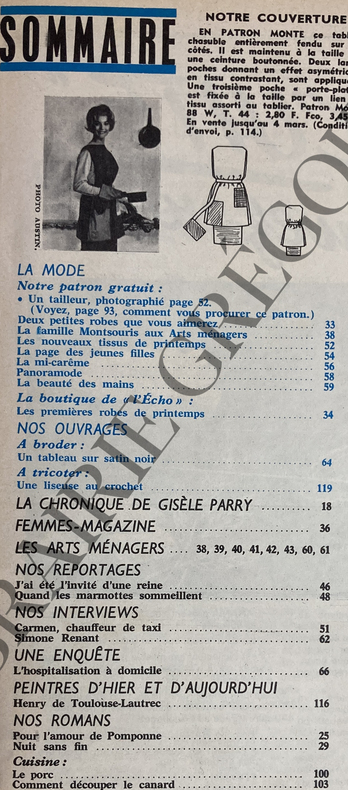 SOMMAIRE
NOTRE COUVERTURE
EN PATRON MONTE ce tabl
chasuble entièrement fendu sur
côtés. Il est maintenu à la taille
une ceinture boutonnée. Deux lar
poches donnant un effet asymétriq
en tissu contrastant, sont appliqué
Une troisième poche « porte-plat
est fixée à la taille par un lien
tissu assorti au tablier. Patron Mo
88 W, T. 44 : 2,80 F. Fco, 3,45
En vente jusqu'au 4 mars. (Conditi
d'envoi, p. 114.)
PHOTO AUSTIN.
LA MODE
Notre patron gratuit :
• Un tailleur, photographié page 52.
(Voyez, page 93, comment vous procurer ce patron.)
Deux petites robes que vous aimerez 33
La famille Montsouris aux Arts ménagers 38
Les nouveaux tissus de printemps 52
La page des jeunes filles 54
La mi-carême 56
Panoramode 58
La beauté des mains 59
La boutique de « l'Écho » :
Les premières robes de printemps 34
NOS OUVRAGES
A broder :
Un tableau sur satin noir 64
A tricoter :
Une liseuse au crochet 119
LA CHRONIQUE DE GISÈLE PARRY 18
FEMMES-MAGAZINE 36
LES ARTS MÉNAGERS .... 38, 39, 40, 41, 42, 43, 60, 61
NOS REPORTAGES
J'ai été l'invité d'une reine 46
Quand les marmottes sommeillent 48
NOS INTERVIEWS
Carmen, chauffeur de taxi 51
Simone Renant 62
UNE ENQUÊTE
L'hospitalisation à domicile 66
PEINTRES D'HIER ET D'AUJOURD'HUI
Henry de Toulouse-Lautrec 116
NOS ROMANS
Pour l'amour de Pomponne 25
Nuit sans fin 29
Cuisine :
Le porc 100
Comment découper le canard 103
LIBRAIRIE GRÉGOI